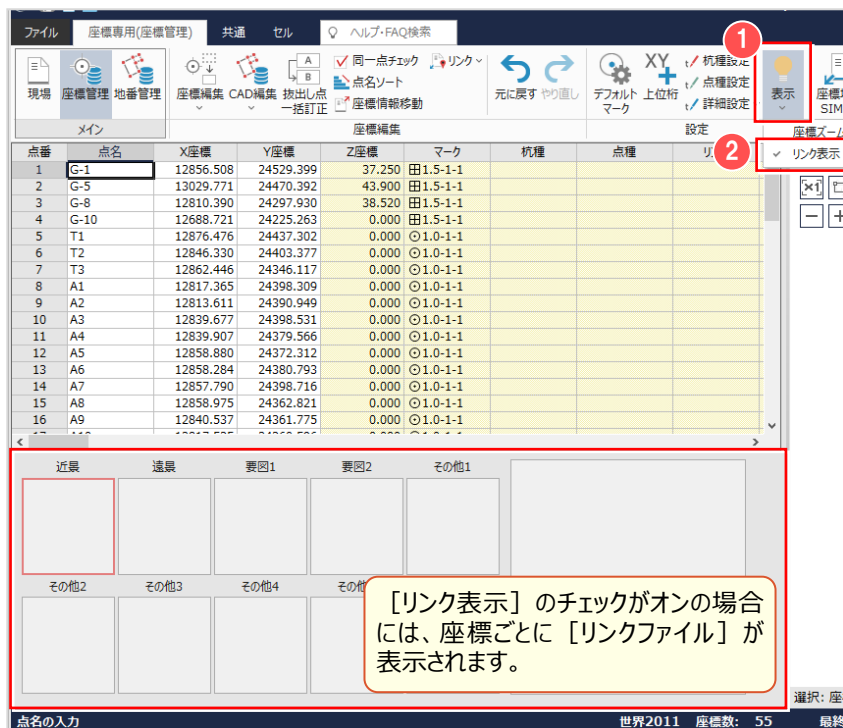 ファイル 座標専用(座標管理) 共通 セル ヘルプ・FAQ検索
1
現場 座標管理 地番管理 座標編集 CAD編集 抜出し点一括訂正 A B
同一点チェック リンク
点名ソート
座標情報移動
元に戻す やり直し デフォルトマーク XY 上位桁
杭種設定
点種設定
詳細設定
表示 SIM
メイン 座標編集 設定 座標ズーム
2 リンク表示
点番 点名 X座標 Y座標 Z座標 マーク 杭種 点種
1 G-1 12856.508 24529.399 37.250 田1.5-1-1
2 G-5 13029.771 24470.392 43.900 田1.5-1-1
3 G-8 12810.390 24297.930 38.520 田1.5-1-1
4 G-10 12688.721 24225.263 0.000 田1.5-1-1
5 T1 12876.476 24437.302 0.000 ⊙1.0-1-1
6 T2 12846.330 24403.377 0.000 ⊙1.0-1-1
7 T3 12862.446 24346.117 0.000 ⊙1.0-1-1
8 A1 12817.365 24398.309 0.000 ⊙1.0-1-1
9 A2 12813.611 24390.949 0.000 ⊙1.0-1-1
10 A3 12839.677 24398.531 0.000 ⊙1.0-1-1
11 A4 12839.907 24379.566 0.000 ⊙1.0-1-1
12 A5 12858.880 24372.312 0.000 ⊙1.0-1-1
13 A6 12858.284 24380.793 0.000 ⊙1.0-1-1
14 A7 12857.790 24398.716 0.000 ⊙1.0-1-1
15 A8 12858.975 24362.821 0.000 ⊙1.0-1-1
16 A9 12840.537 24361.775 0.000 ⊙1.0-1-1
近景 遠景 要図1 要図2 その他1
その他2 その他3 その他4
［リンク表示］のチェックがオンの場合
には、座標ごとに［リンクファイル］が
表示されます。
選択: 座
点名の入力 世界2011 座標数: 55 最終